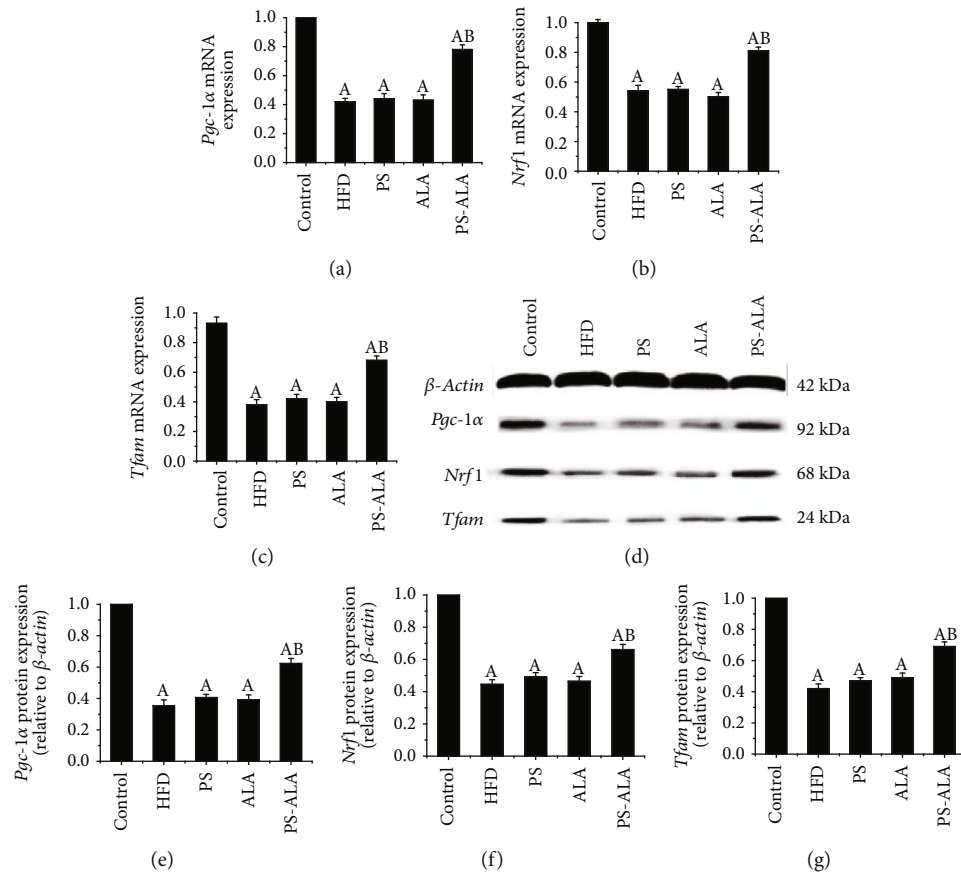 Pgc-1α mRNA
expression
1.0
0.8
0.6
0.4
0.2
0.0
A
A
A
AB
Control
HFD
PS
ALA
PS-ALA
(a)
Nrf1 mRNA expression
1.0
0.8
0.6
0.4
0.2
0.0
A
A
A
AB
Control
HFD
PS
ALA
PS-ALA
(b)
Tfam mRNA expression
1.0
0.8
0.6
0.4
0.2
0.0
A
A
A
AB
Control
HFD
PS
ALA
PS-ALA
(c)
Control
HFD
PS
ALA
PS-ALA
β-Actin 42 kDa
Pgc-1α 92 kDa
Nrf1 68 kDa
Tfam 24 kDa
(d)
Pgc-1α protein expression
(relative to β-actin)
1.0
0.8
0.6
0.4
0.2
0.0
A
A
A
AB
Control
HFD
PS
ALA
PS-ALA
(e)
Nrf1 protein expression
(relative to β-actin)
1.0
0.8
0.6
0.4
0.2
0.0
A
A
A
AB
Control
HFD
PS
ALA
PS-ALA
(f)
Tfam protein expression
(relative to β-actin)
1.0
0.8
0.6
0.4
0.2
0.0
A
A
A
AB
Control
HFD
PS
ALA
PS-ALA
(g)